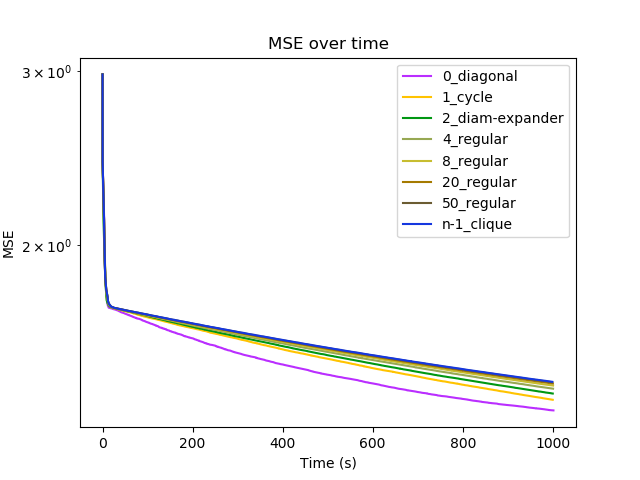 MSE over time
3 × 10⁰
2 × 10⁰
MSE
0_diagonal
1_cycle
2_diam-expander
4_regular
8_regular
20_regular
50_regular
n-1_clique
0 200 400 600 800 1000
Time (s)